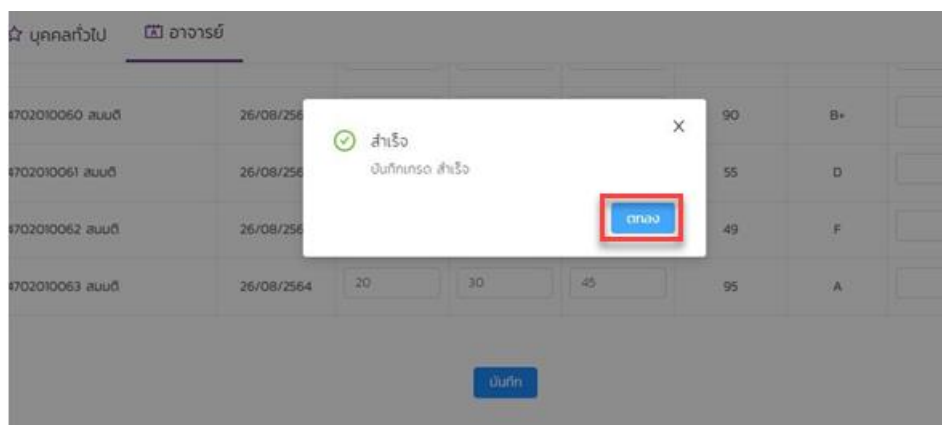 บุคคลทั่วไป
อาจารย์
4702010060 สมมติ 26/08/256 90 B+
สำเร็จ X
บันทึกเกรด สำเร็จ
4702010061 สมมติ 26/08/256 55 D
ตกลง
4702010062 สมมติ 26/08/256 49 F
4702010063 สมมติ 26/08/2564 20 30 45 95 A
บันทึก